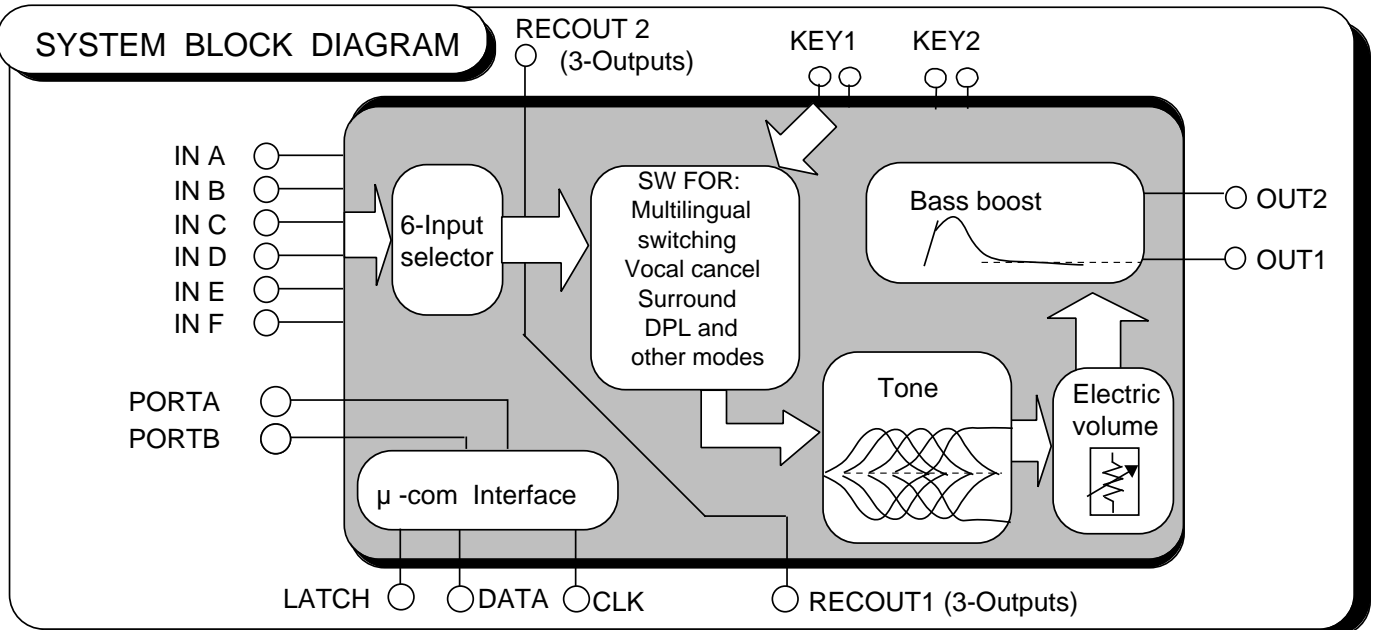 SYSTEM BLOCK DIAGRAM
RECOUT 2
(3-Outputs)
KEY1
KEY2
IN A
IN B
IN C
IN D
IN E
IN F
6-Input
selector
SW FOR:
Multilingual
switching
Vocal cancel
Surround
DPL and
other modes
Bass boost
OUT2
OUT1
PORTA
PORTB
Tone
Electric
volume
µ -com Interface
LATCH
DATA
CLK
RECOUT1 (3-Outputs)